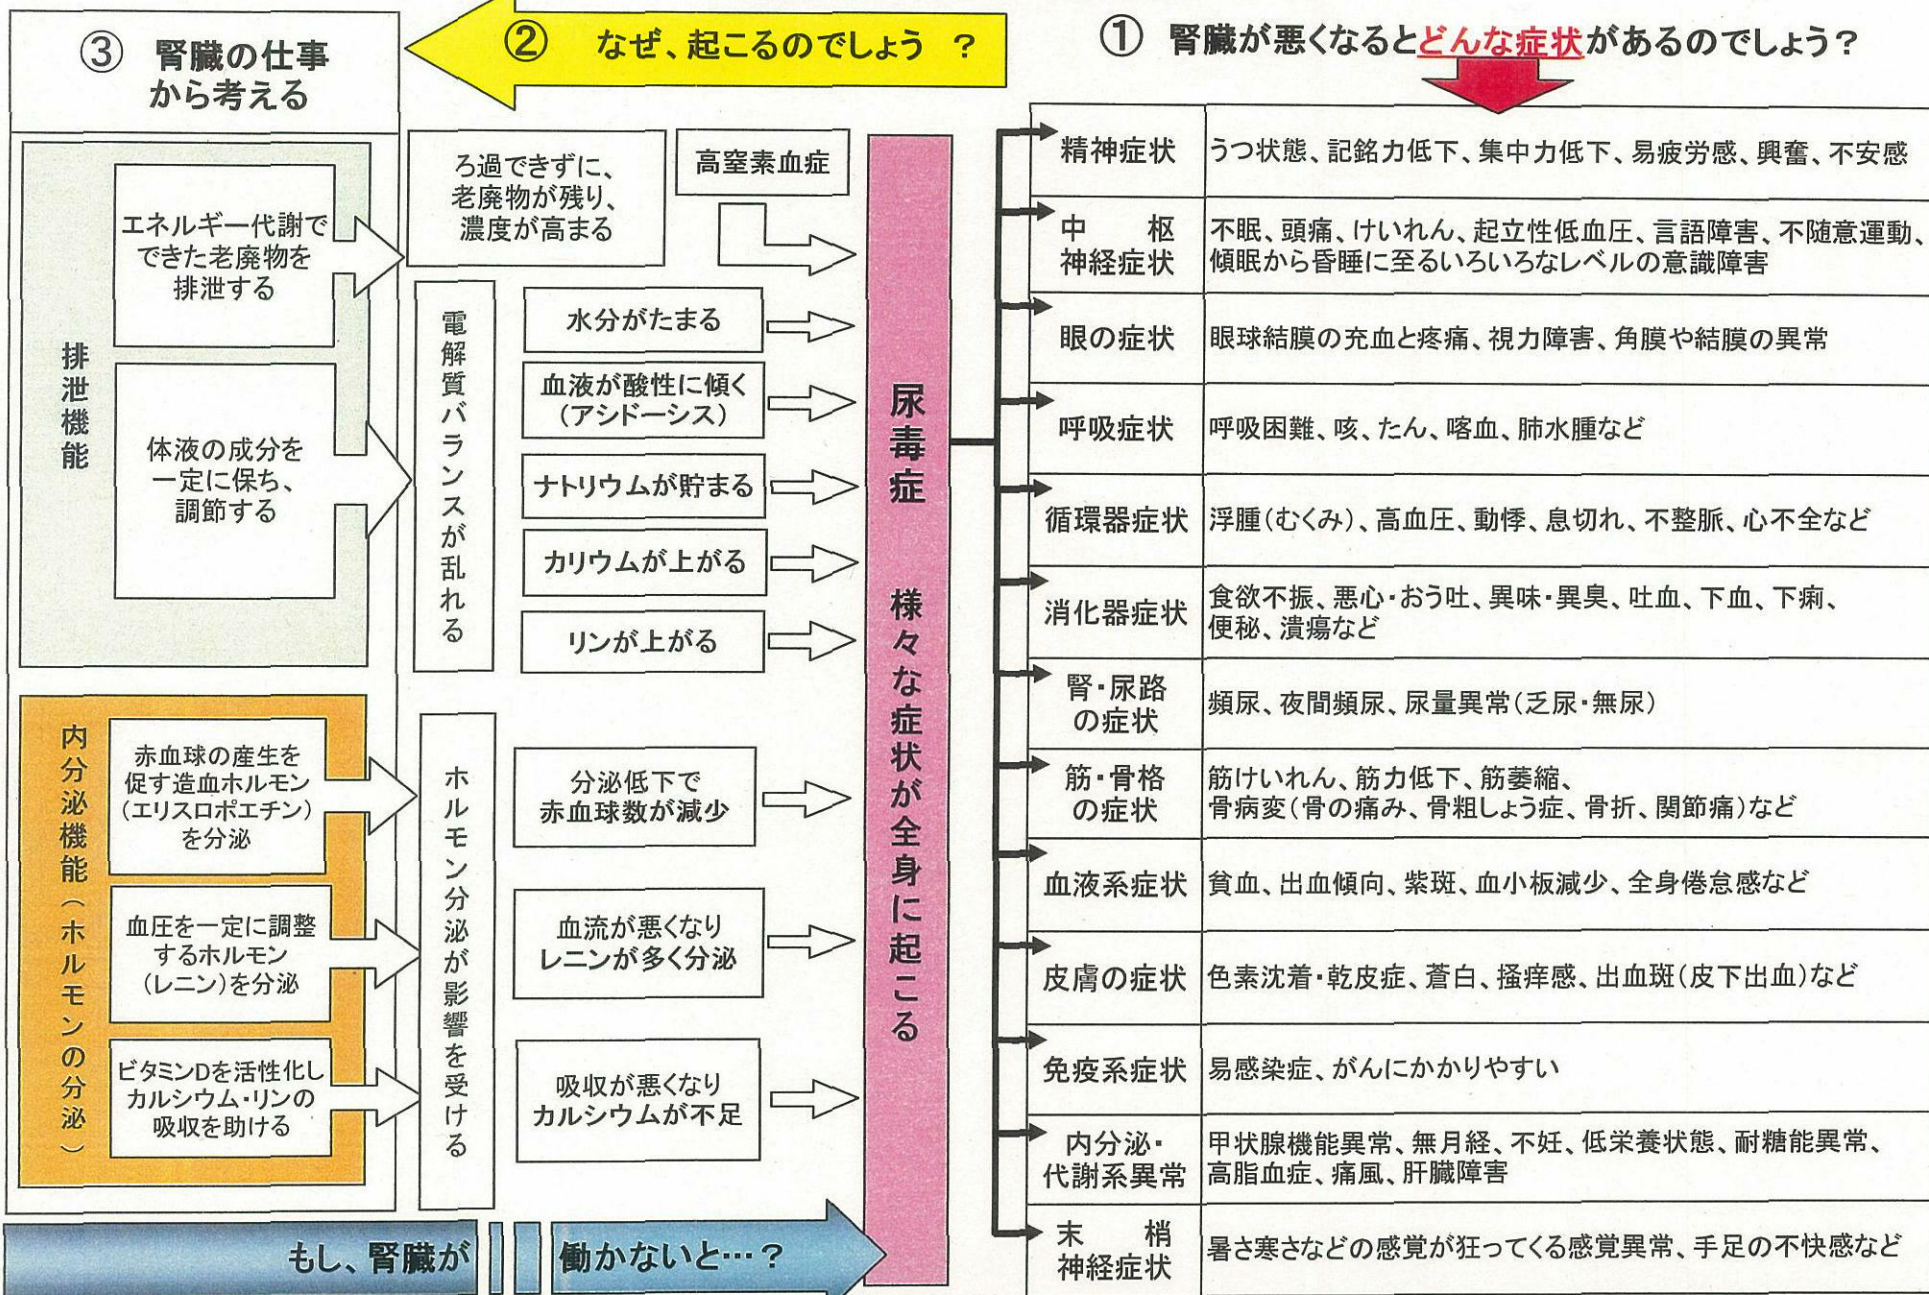 ③ 腎臓の仕事
から考える
② なぜ、起こるのでしょう ?
① 腎臓が悪くなるとどんな症状があるのでしょう?
排泄機能
エネルギー代謝で
できた老廃物を
排泄する
体液の成分を
一定に保ち、
調節する
内分泌機能(ホルモンの分泌)
赤血球の産生を
促す造血ホルモン
(エリスロポエチン)
を分泌
血圧を一定に調整
するホルモン
(レニン)を分泌
ビタミンDを活性化し
カルシウム・リンの
吸収を助ける
ろ過できずに、
老廃物が残り、
濃度が高まる
高窒素血症
電解質バランスが乱れる
水分がたまる
血液が酸性に傾く
(アシドーシス)
ナトリウムが貯まる
カリウムが上がる
リンが上がる
ホルモン分泌が影響を受ける
分泌低下で
赤血球数が減少
血流が悪くなり
レニンが多く分泌
吸収が悪くなり
カルシウムが不足
尿毒症 様々な症状が全身に起こる
精神症状
うつ状態、記銘力低下、集中力低下、易疲労感、興奮、不安感
中 枢
神経症状
不眠、頭痛、けいれん、起立性低血圧、言語障害、不随意運動、
傾眠から昏睡に至るいろいろなレベルの意識障害
眼の症状
眼球結膜の充血と疼痛、視力障害、角膜や結膜の異常
呼吸症状
呼吸困難、咳、たん、喀血、肺水腫など
循環器症状
浮腫(むくみ)、高血圧、動悸、息切れ、不整脈、心不全など
消化器症状
食欲不振、悪心・おう吐、異味・異臭、吐血、下血、下痢、
便秘、潰瘍など
腎・尿路
の症状
頻尿、夜間頻尿、尿量異常(乏尿・無尿)
筋・骨格
の症状
筋けいれん、筋力低下、筋萎縮、
骨病変(骨の痛み、骨粗しょう症、骨折、関節痛)など
血液系症状
貧血、出血傾向、紫斑、血小板減少、全身倦怠感など
皮膚の症状
色素沈着・乾皮症、蒼白、掻痒感、出血斑(皮下出血)など
免疫系症状
易感染症、がんにかかりやすい
内分泌・
代謝系異常
甲状腺機能異常、無月経、不妊、低栄養状態、耐糖能異常、
高脂血症、痛風、肝臓障害
末 梢
神経症状
暑さ寒さなどの感覚が狂ってくる感覚異常、手足の不快感など
もし、腎臓が 働かないと…?